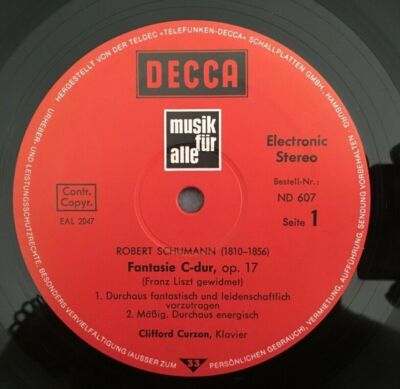 HERGESTELLT VON DER TELDEC »TELEFUNKEN-DECCA« SCHALLPLATTEN GMBH, HAMBURG
URHEBER- UND LEISTUNGSSCHUTZRECHTE, BESONDERS VERVIELFÄLTIGUNG (AUSSER ZUM PERSÖNLICHEN GEBRAUCH), VERMIETUNG, AUFFÜHRUNG, SENDUNG VORBEHALTEN
DECCA
musik
für
alle
Electronic
Stereo
Bestell-Nr.:
ND 607
Seite 1
Contr.
Copyr.
EAL 2047
ROBERT SCHUMANN (1810–1856)
Fantasie C-dur, op. 17
(Franz Liszt gewidmet)
1. Durchaus fantastisch und leidenschaftlich
vorzutragen
2. Mäßig. Durchaus energisch
Clifford Curzon, Klavier
33